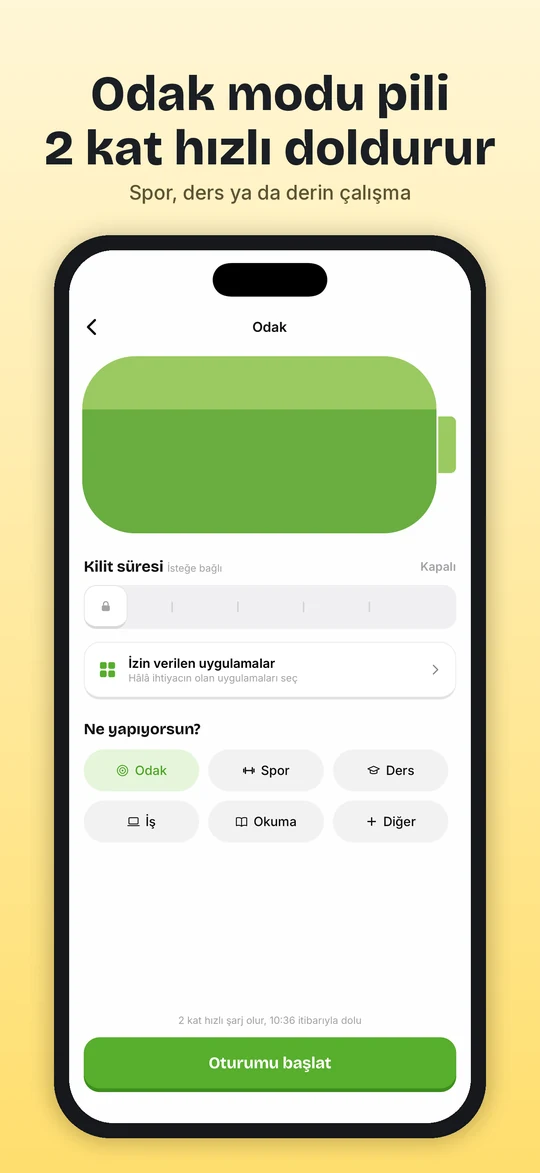 Odak modu pili
2 kat hızlı doldurur
Spor, ders ya da derin çalışma
Odak
Kilit süresi İsteğe bağlı Kapalı
İzin verilen uygulamalar
Hâlâ ihtiyacın olan uygulamaları seç
Ne yapıyorsun?
Odak Spor Ders
İş Okuma Diğer
2 kat hızlı şarj olur, 10:36 itibarıyla dolu
Oturumu başlat